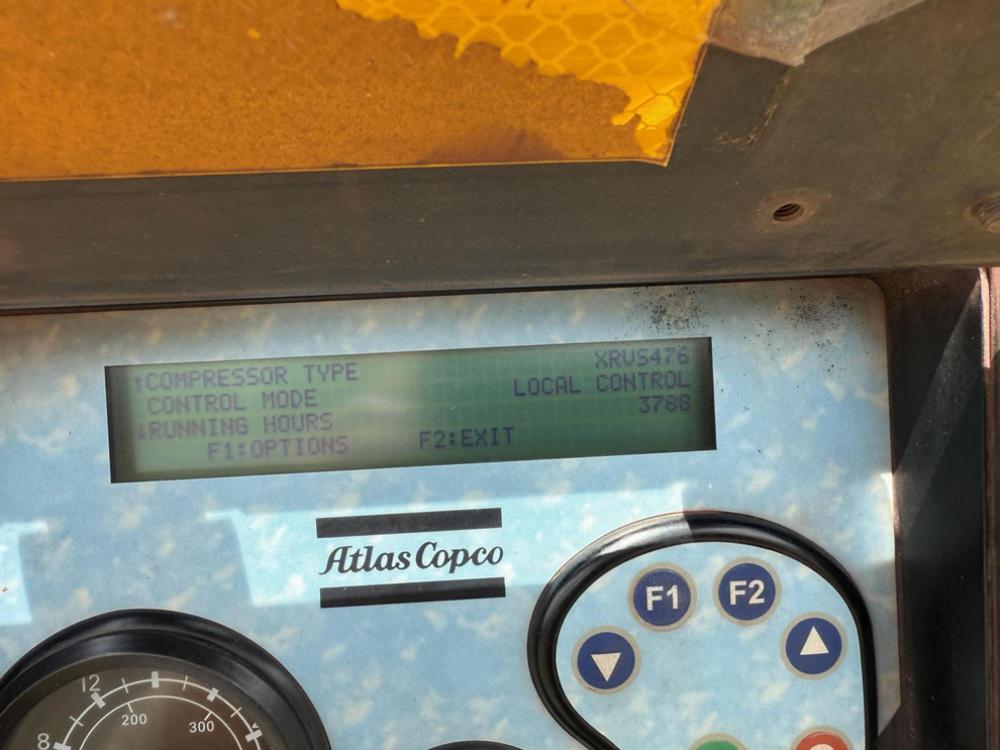 ↑COMPRESSOR TYPE XRVS476
CONTROL MODE LOCAL CONTROL
↓RUNNING HOURS 3788
F1:OPTIONS F2:EXIT
Atlas Copco
F1 F2
12
200 300
8